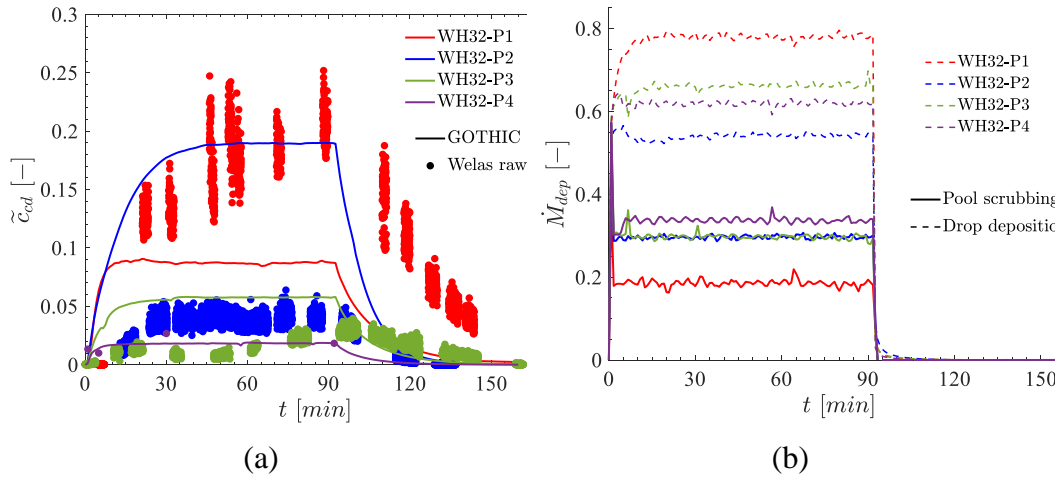 0.3
0.25
0.2
0.15
0.1
0.05
0
c̃cd [−]
0 30 60 90 120 150
t [min]
WH32-P1
WH32-P2
WH32-P3
WH32-P4
GOTHIC
Welas raw
(a)
0.8
0.6
0.4
0.2
0
Ṁdep [−]
0 30 60 90 120 150
t [min]
WH32-P1
WH32-P2
WH32-P3
WH32-P4
Pool scrubbing
Drop depositio
(b)